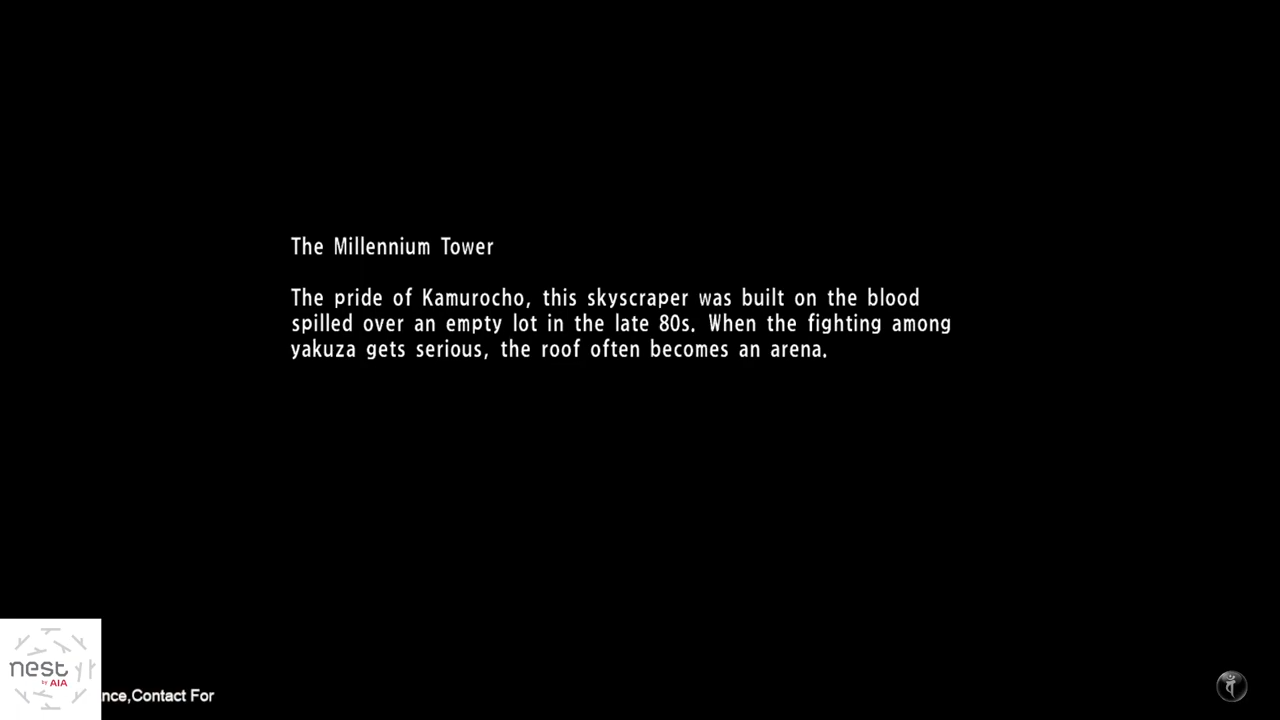 The Millennium Tower
The pride of Kamurocho, this skyscraper was built on the blood
spilled over an empty lot in the late 80s. When the fighting among
yakuza gets serious, the roof often becomes an arena.
nest
by AIA
nce,Contact For